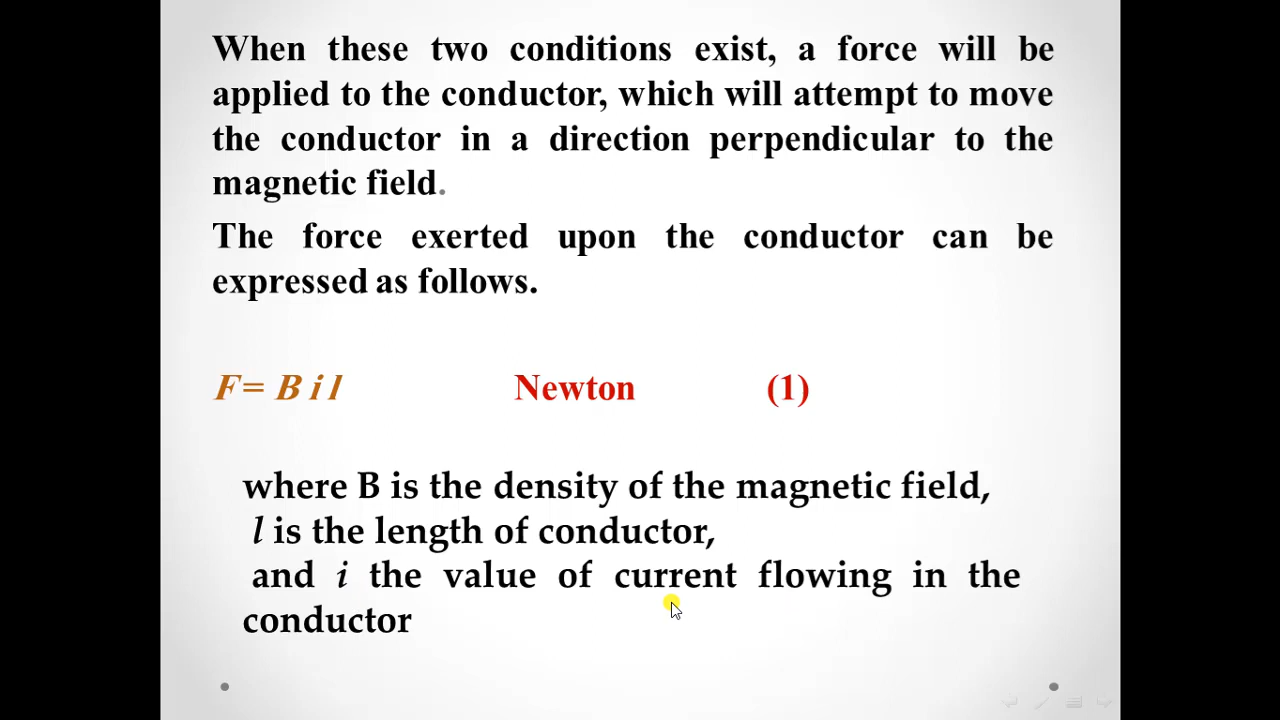 When these two conditions exist, a force will be
applied to the conductor, which will attempt to move
the conductor in a direction perpendicular to the
magnetic field.
The force exerted upon the conductor can be
expressed as follows.
F= B i l Newton (1)
where B is the density of the magnetic field,
l is the length of conductor,
and i the value of current flowing in the
conductor